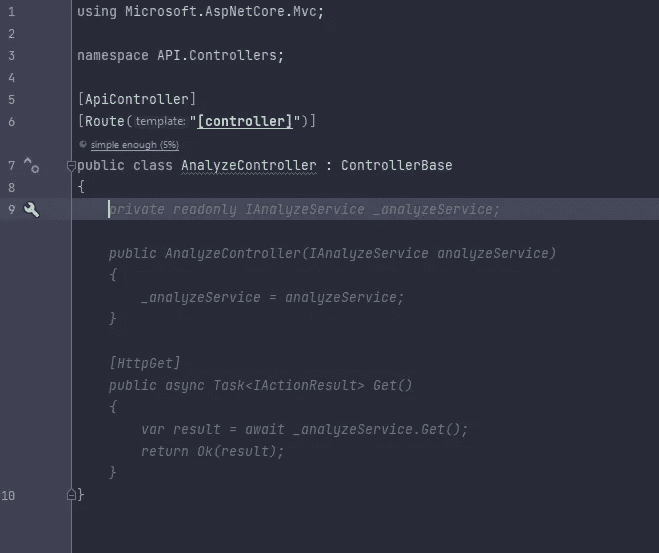 1 using Microsoft.AspNetCore.Mvc;
2
3 namespace API.Controllers;
4
5 [ApiController]
6 [Route( template: "[controller]")]
simple enough (5%)
7 public class AnalyzeController : ControllerBase
8 {
9 private readonly IAnalyzeService _analyzeService;
public AnalyzeController(IAnalyzeService analyzeService)
{
_analyzeService = analyzeService;
}
[HttpGet]
public async Task<IActionResult> Get()
{
var result = await _analyzeService.Get();
return Ok(result);
}
10 }